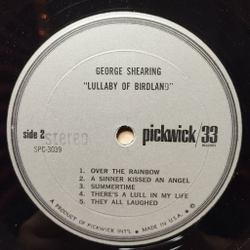 GEORGE SHEARING
"LULLABY OF BIRDLAND"
side 2 stereo
SPC-3039
pickwick/33
RECORDS
1. OVER THE RAINBOW
2. A SINNER KISSED AN ANGEL
3. SUMMERTIME
4. THERE'S A LULL IN MY LIFE
5. THEY ALL LAUGHED
A PRODUCT OF PICKWICK INT'L. MADE IN U.S.A.